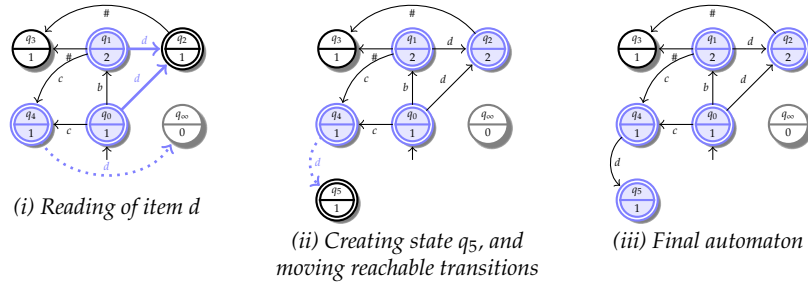 #
q3
1
q1
2
d
q2
1
#
c
d
b
q4
1
c
q0
1
q∞
0
d
(i) Reading of item d
#
q3
1
q1
2
d
q2
2
#
c
d
b
q4
1
c
q0
1
q∞
0
d
q5
1
(ii) Creating state q5, and
moving reachable transitions
#
q3
1
q1
2
d
q2
2
#
c
d
b
q4
1
c
q0
1
q∞
0
d
q5
1
(iii) Final automaton